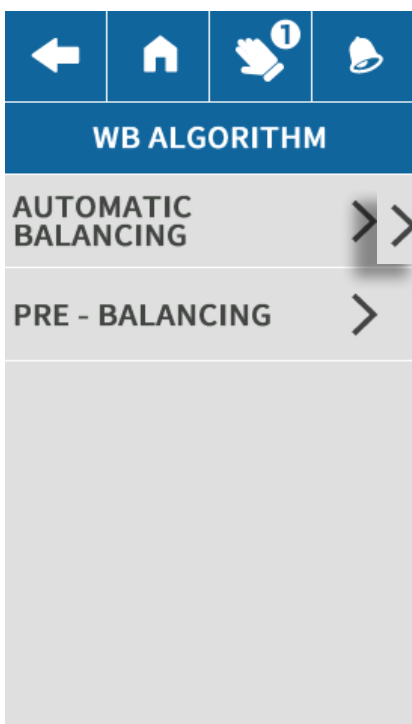 1
WB ALGORITHM
AUTOMATIC
BALANCING
PRE - BALANCING